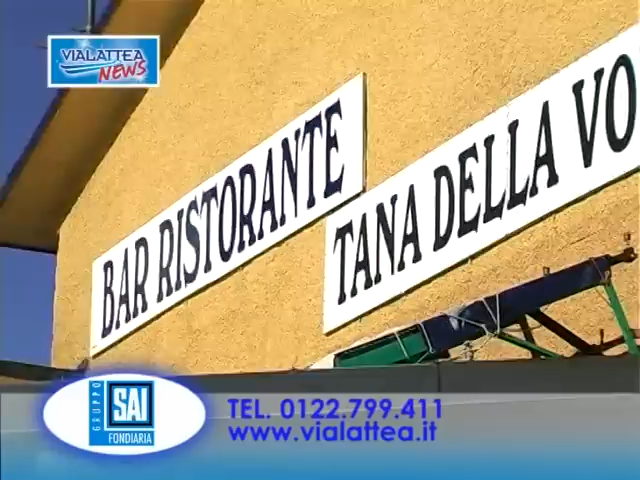 VIALATTEA
NEWS
BAR RISTORANTE
TANA DELLA VO
GRUPPO
SAI
FONDIARIA
TEL. 0122.799.411
www.vialattea.it